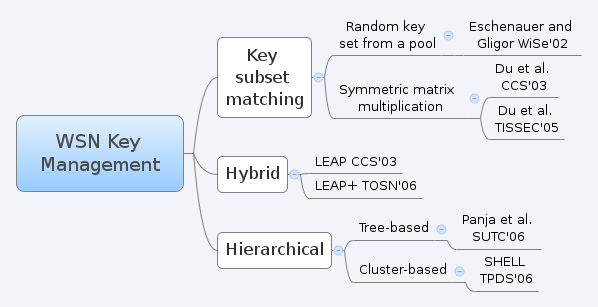 WSN Key
Management
Key
subset
matching
Random key
set from a pool
Eschenauer and
Gligor WiSe'02
Symmetric matrix
multiplication
Du et al.
CCS'03
Du et al.
TISSEC'05
Hybrid
LEAP CCS'03
LEAP+ TOSN'06
Hierarchical
Tree-based
Panja et al.
SUTC'06
Cluster-based
SHELL
TPDS'06